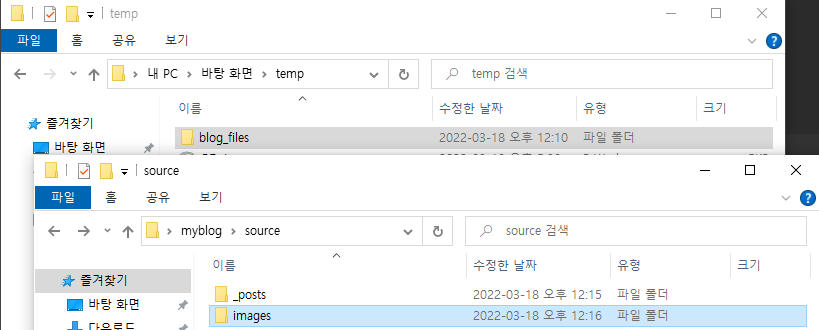 temp
파일 홈 공유 보기
내 PC 바탕 화면 temp temp 검색
이름 수정한 날짜 유형 크기
즐겨찾기
blog_files 2022-03-18 오후 12:10 파일 폴더
바탕 화면
source
파일 홈 공유 보기
myblog source source 검색
이름 수정한 날짜 유형 크기
즐겨찾기
_posts 2022-03-18 오후 12:15 파일 폴더
바탕 화면
images 2022-03-18 오후 12:16 파일 폴더
다운로드